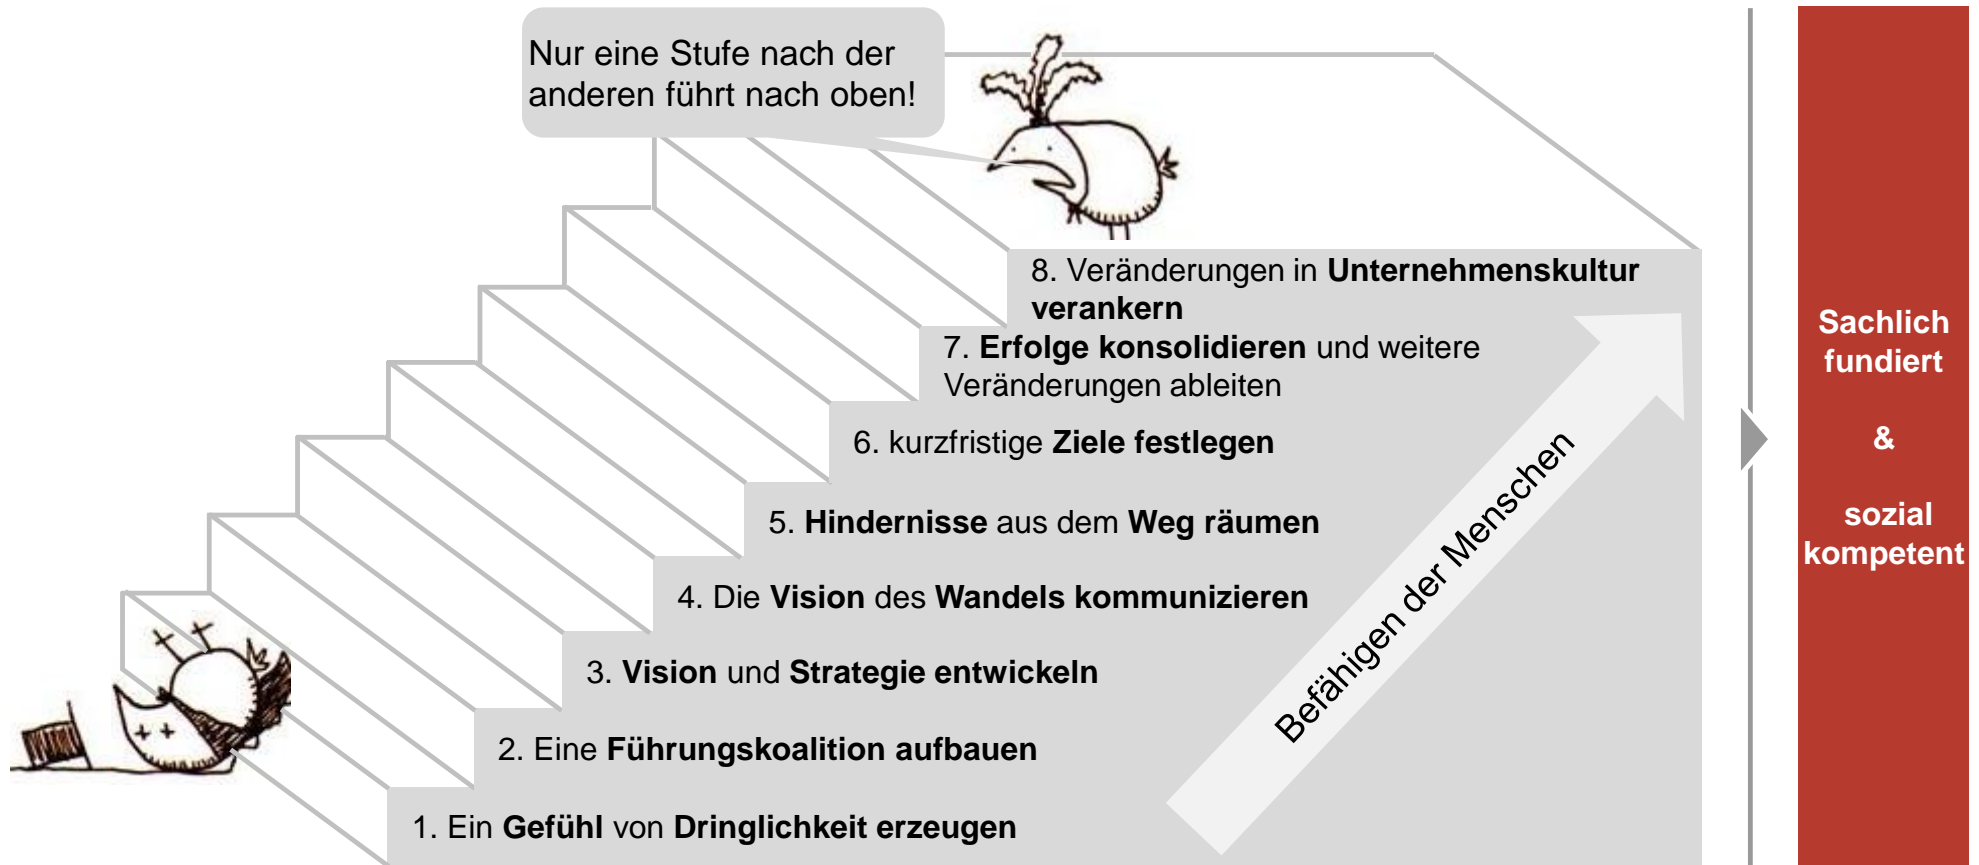 Nur eine Stufe nach der
anderen führt nach oben!
8. Veränderungen in Unternehmenskultur
verankern
7. Erfolge konsolidieren und weitere
Veränderungen ableiten
6. kurzfristige Ziele festlegen
5. Hindernisse aus dem Weg räumen
4. Die Vision des Wandels kommunizieren
3. Vision und Strategie entwickeln
2. Eine Führungskoalition aufbauen
1. Ein Gefühl von Dringlichkeit erzeugen
Befähigen der Menschen
Sachlich
fundiert
&
sozial
kompetent